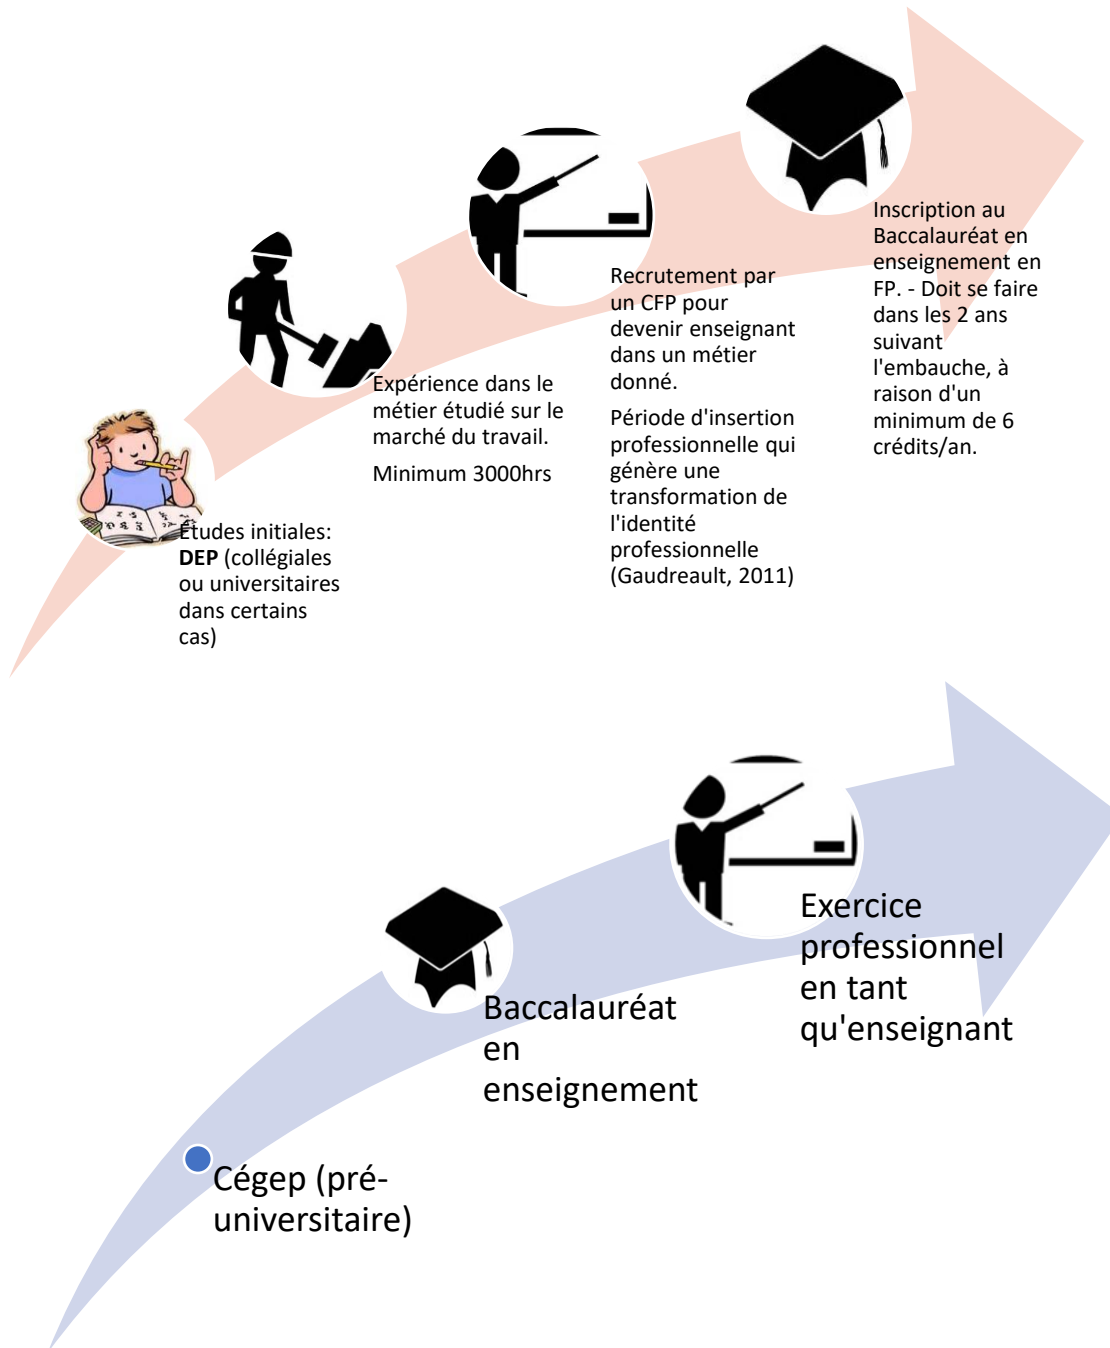 Études initiales:
DEP (collégiales
ou universitaires
dans certains
cas)
Expérience dans le
métier étudié sur le
marché du travail.
Minimum 3000hrs
Recrutement par
un CFP pour
devenir enseignant
dans un métier
donné.
Période d'insertion
professionnelle qui
génère une
transformation de
l'identité
professionnelle
(Gaudreault, 2011)
Inscription au
Baccalauréat en
enseignement en
FP. - Doit se faire
dans les 2 ans
suivant
l'embauche, à
raison d'un
minimum de 6
crédits/an.
Cégep (pré-
universitaire)
Baccalauréat
en
enseignement
Exercice
professionnel
en tant
qu'enseignant